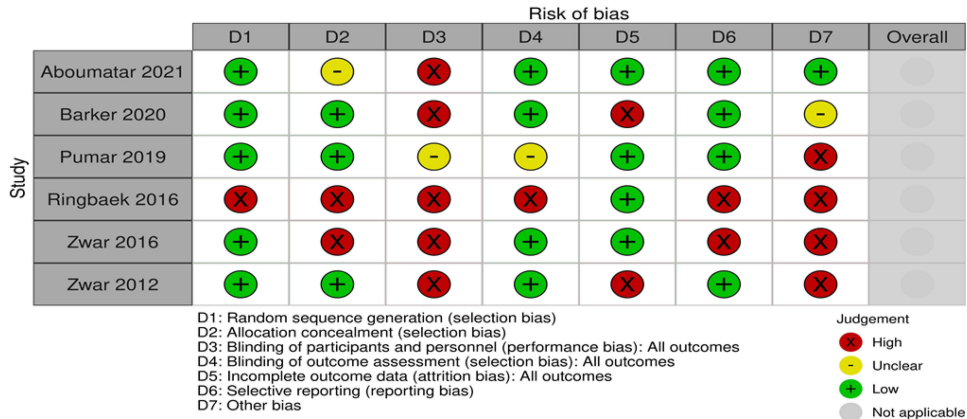 Risk of bias
D1 D2 D3 D4 D5 D6 D7 Overall
Study
Aboumatar 2021 + - X + + + +
Barker 2020 + + X + X + -
Pumar 2019 + + - - + + X
Ringbaek 2016 X X X X + X X
Zwar 2016 + X X + + X X
Zwar 2012 + + X + X + X
D1: Random sequence generation (selection bias)
D2: Allocation concealment (selection bias)
D3: Blinding of participants and personnel (performance bias): All outcomes
D4: Blinding of outcome assessment (selection bias): All outcomes
D5: Incomplete outcome data (attrition bias): All outcomes
D6: Selective reporting (reporting bias)
D7: Other bias
Judgement
X High
- Unclear
+ Low
Not applicable